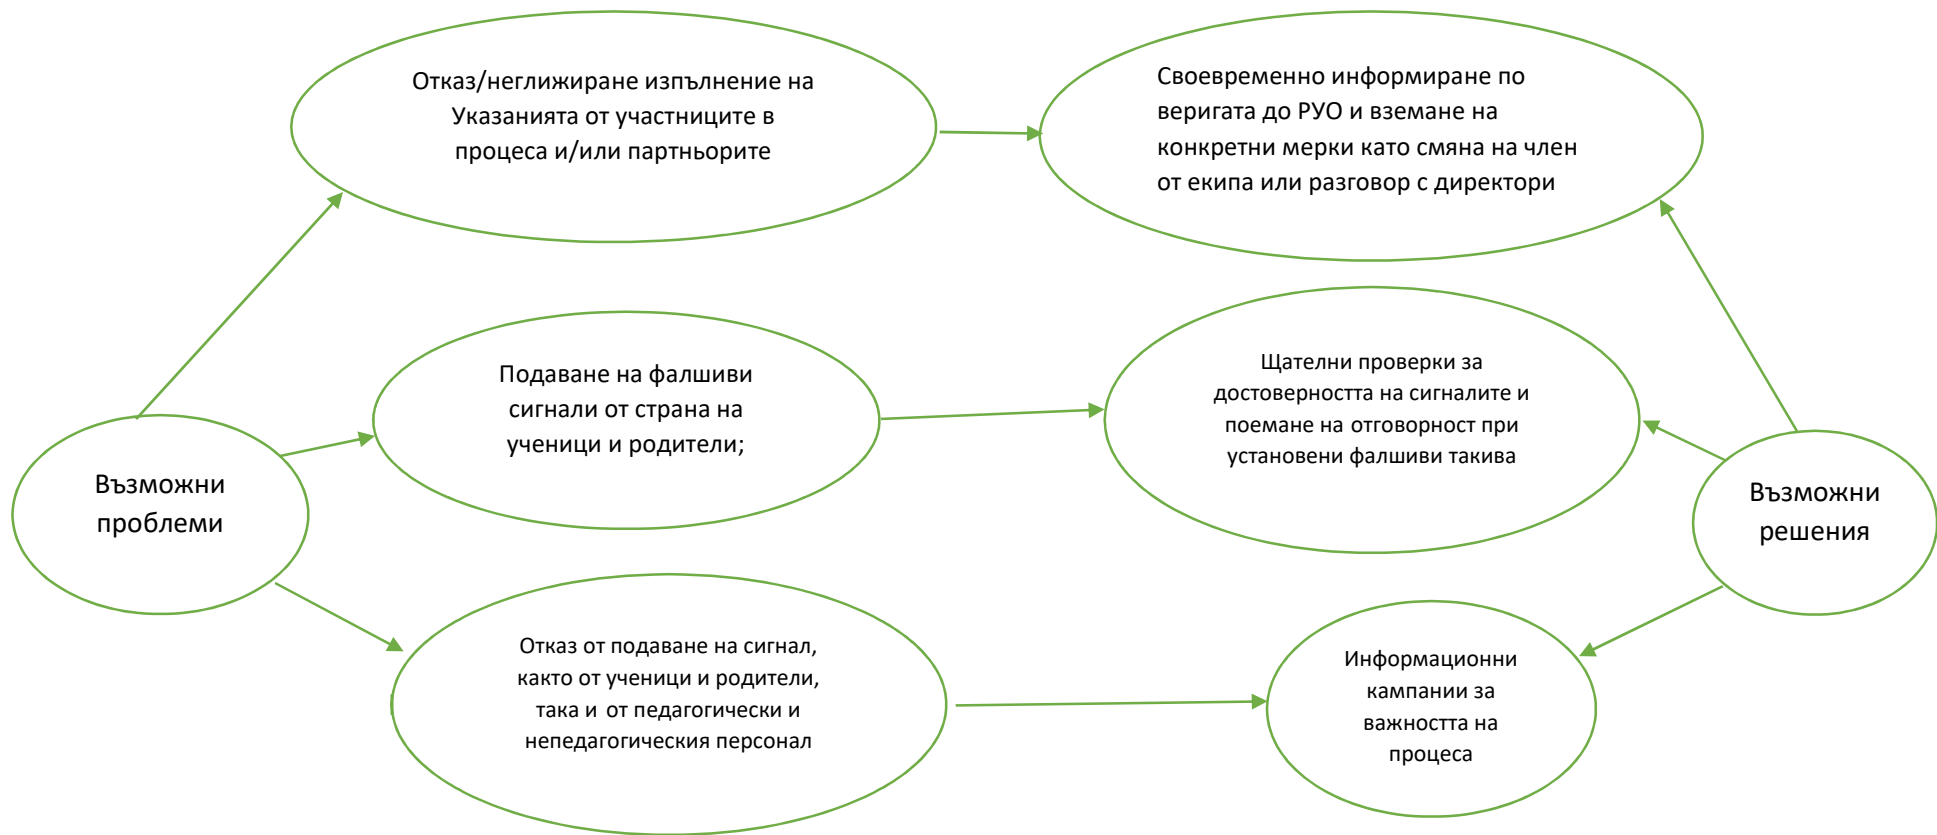 Отказ/неглижиране изпълнение на
Указанията от участниците в
процеса и/или партньорите
Своевременно информиране по
веригата до РУО и вземане на
конкретни мерки като смяна на член
от екипа или разговор с директори
Подаване на фалшиви
сигнали от страна на
ученици и родители;
Щателни проверки за
достоверността на сигналите и
поемане на отговорност при
установени фалшиви такива
Възможни
проблеми
Възможни
решения
Отказ от подаване на сигнал,
както от ученици и родители,
така и от педагогически и
непедагогическия персонал
Информационни
кампании за
важността на
процеса